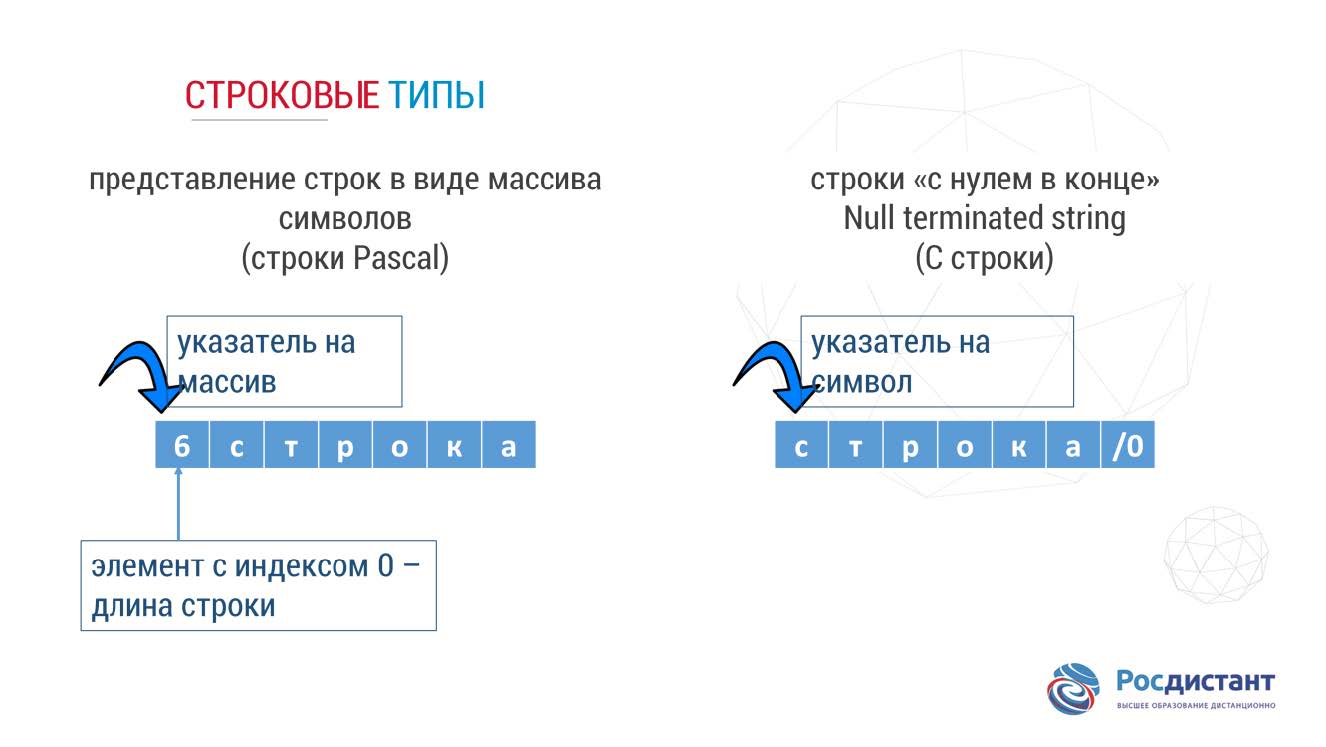 СТРОКОВЫЕ ТИПЫ
представление строк в виде массива
символов
(строки Pascal)
указатель на
массив
6 с т р о к а
элемент с индексом 0 –
длина строки
строки «с нулем в конце»
Null terminated string
(С строки)
указатель на
символ
с т р о к а /0
Росдистант
ВЫСШЕЕ ОБРАЗОВАНИЕ ДИСТАНЦИОННО